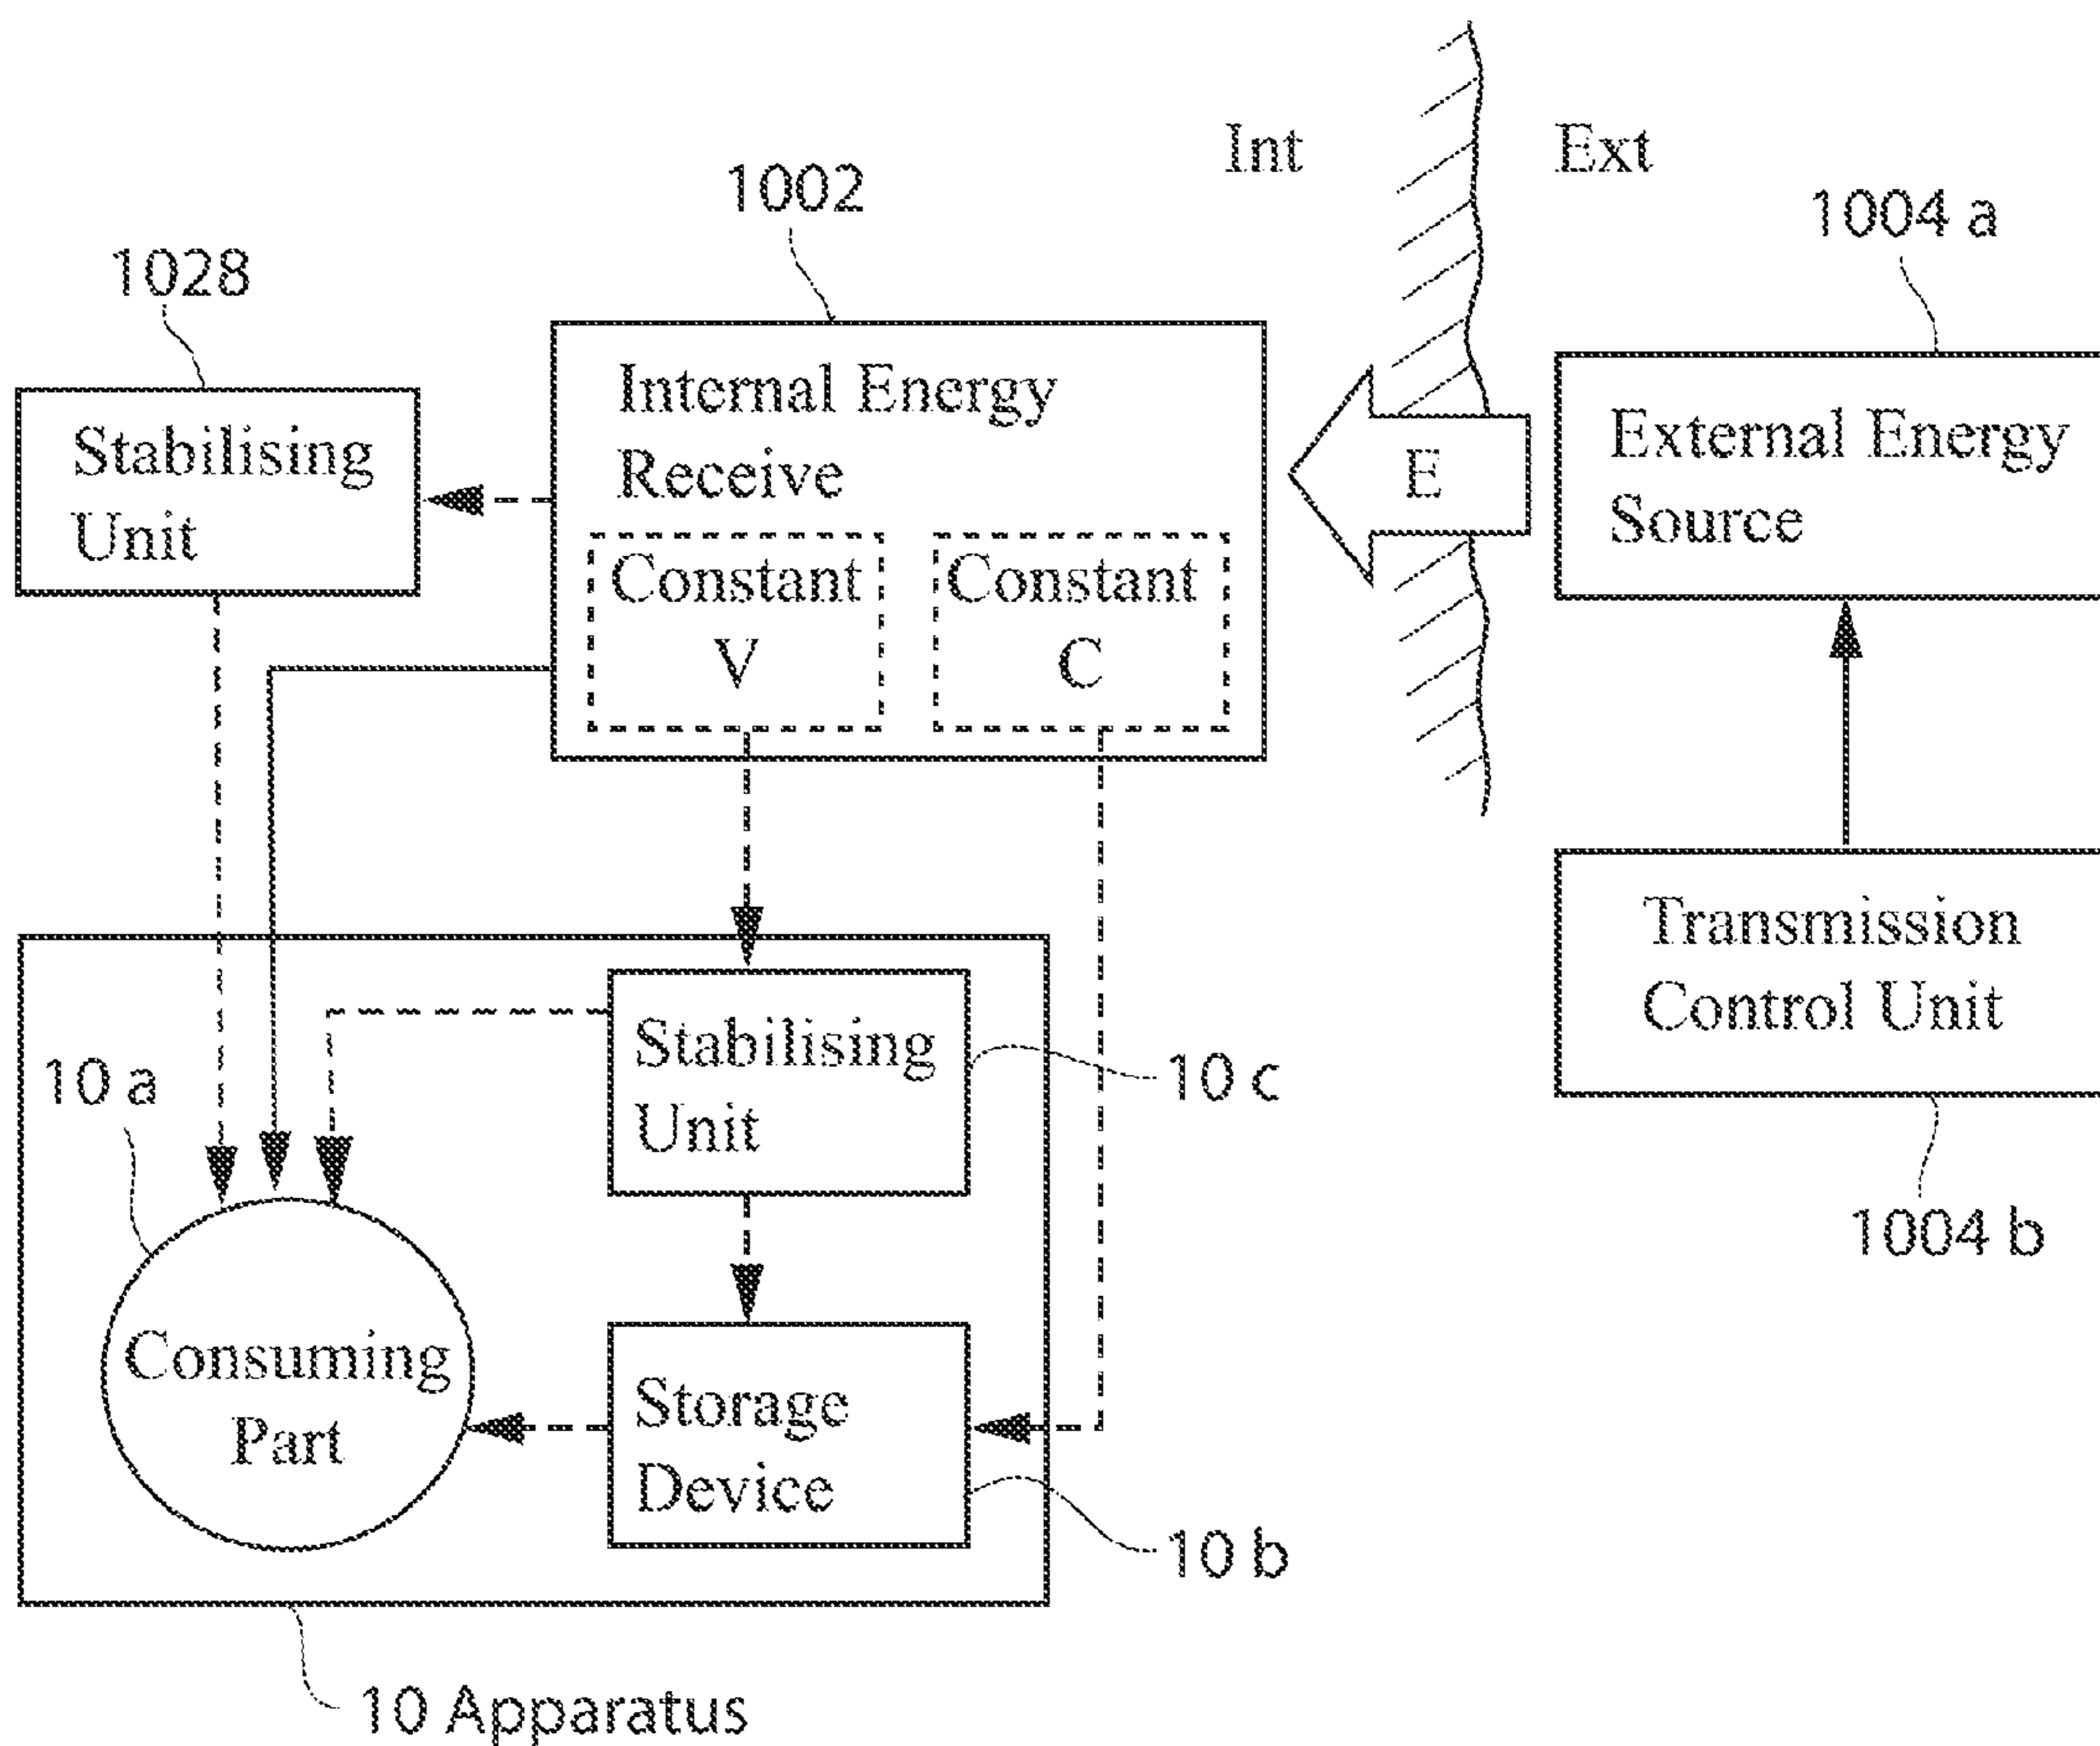 Int
Ext
1002
1004 a
1028
Internal Energy
Receive
Constant
V
Constant
C
E
External Energy
Source
Stabilising
Unit
Transmission
Control Unit
1004 b
10 a
Stabilising
Unit
10 c
Consuming
Part
Storage
Device
10 b
10 Apparatus